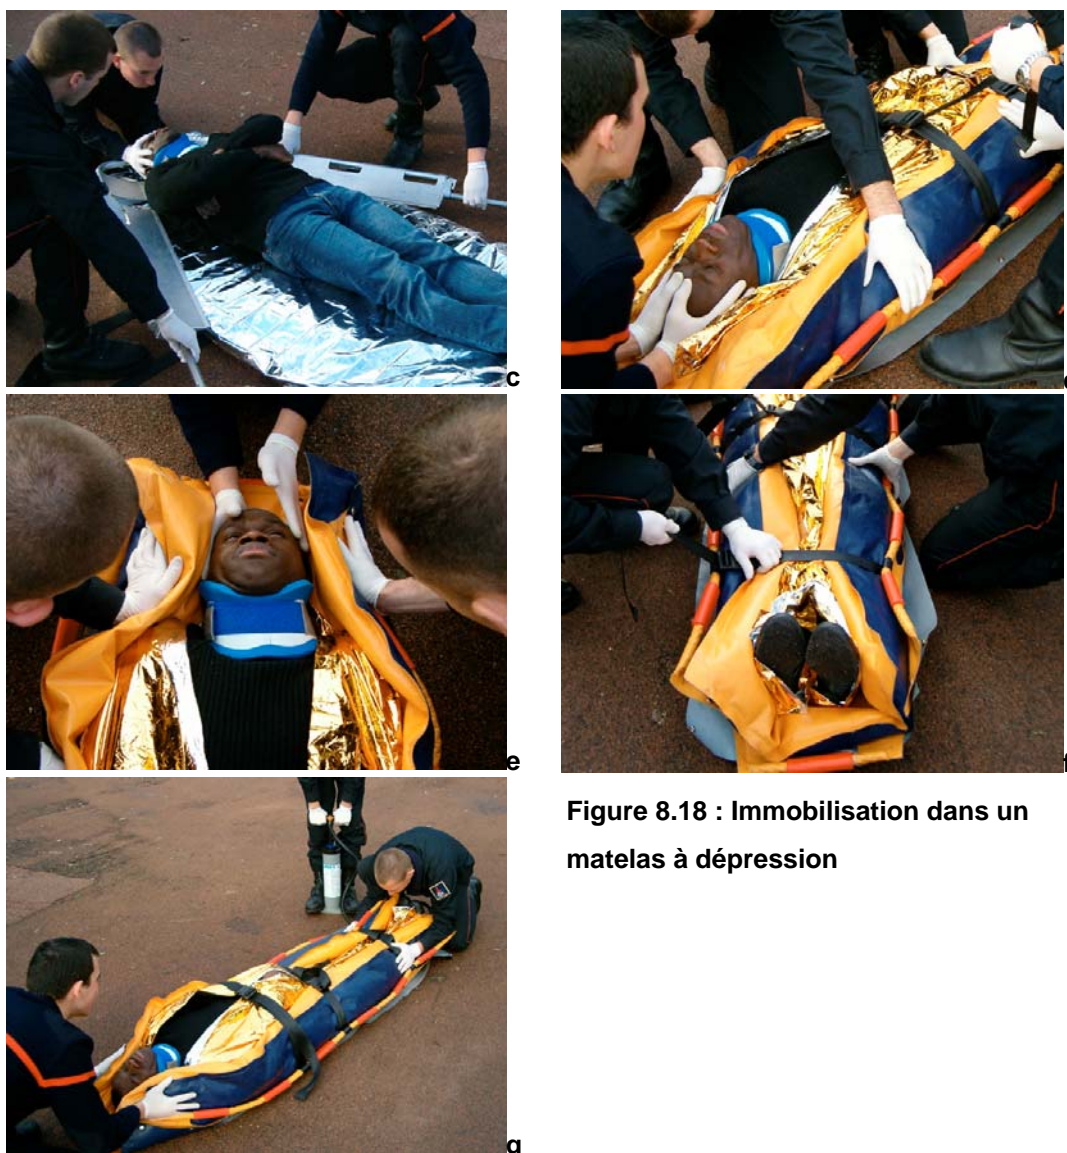 c
d
e
f
Figure 8.18 : Immobilisation dans un
matelas à dépression
g